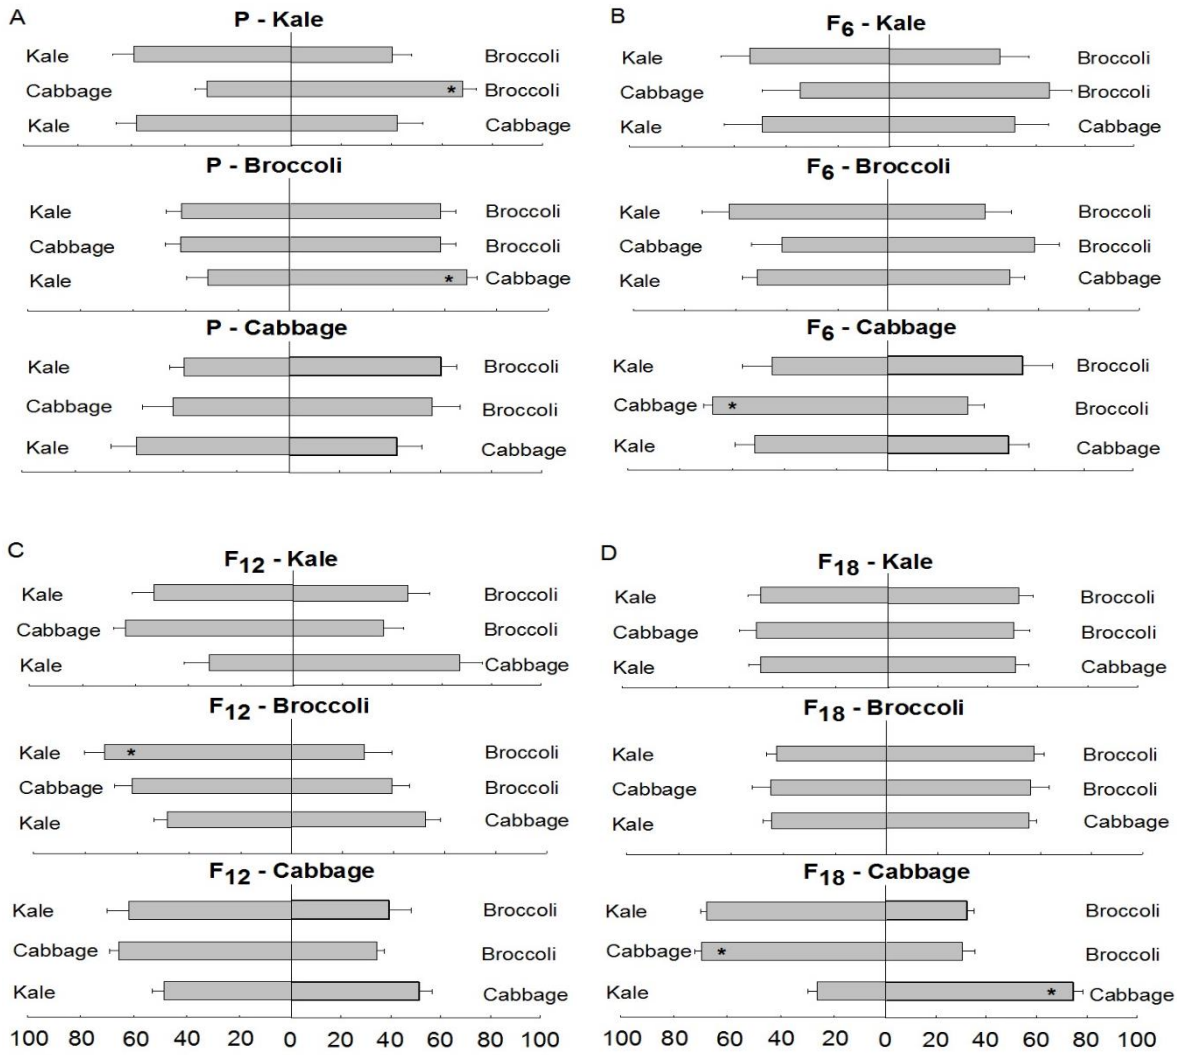 A
P - Kale
Kale Broccoli
Cabbage * Broccoli
Kale Cabbage
P - Broccoli
Kale Broccoli
Cabbage Broccoli
Kale * Cabbage
P - Cabbage
Kale Broccoli
Cabbage Broccoli
Kale Cabbage
B
F6 - Kale
Kale Broccoli
Cabbage Broccoli
Kale Cabbage
F6 - Broccoli
Kale Broccoli
Cabbage Broccoli
Kale Cabbage
F6 - Cabbage
Kale Broccoli
Cabbage * Broccoli
Kale Cabbage
C
F12 - Kale
Kale Broccoli
Cabbage Broccoli
Kale Cabbage
F12 - Broccoli
Kale * Broccoli
Cabbage Broccoli
Kale Cabbage
F12 - Cabbage
Kale Broccoli
Cabbage Broccoli
Kale Cabbage
100 80 60 40 20 0 20 40 60 80 100
D
F18 - Kale
Kale Broccoli
Cabbage Broccoli
Kale Cabbage
F18 - Broccoli
Kale Broccoli
Cabbage Broccoli
Kale Cabbage
F18 - Cabbage
Kale Broccoli
Cabbage * Broccoli
Kale * Cabbage
100 80 60 40 20 0 20 40 60 80 100